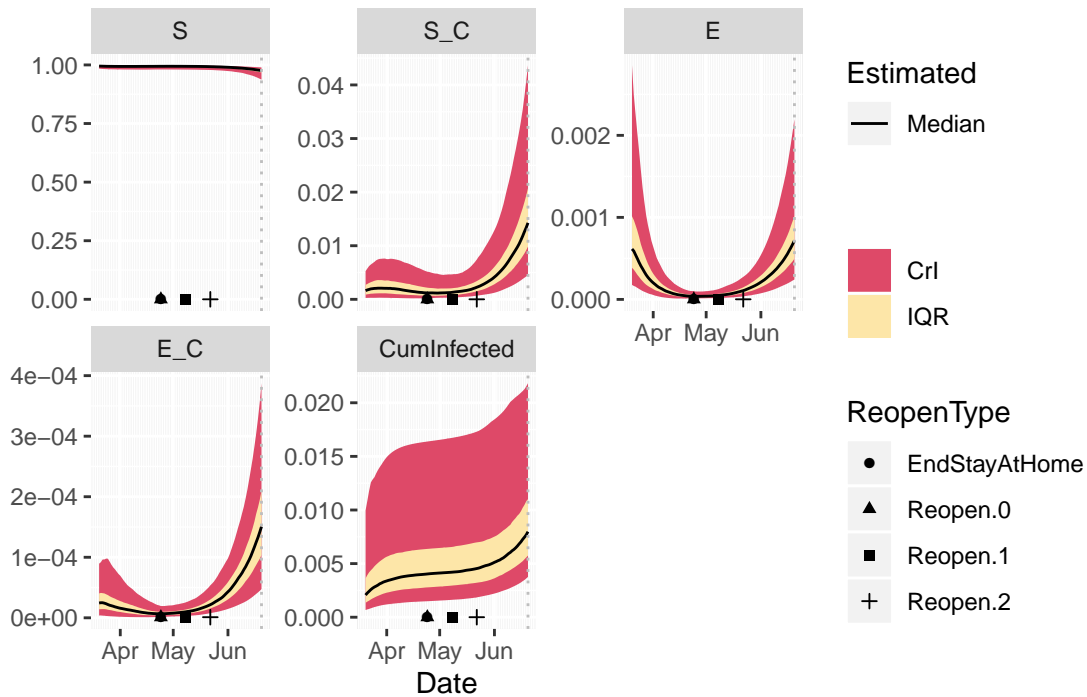 S
S_C
E
1.00
0.75
0.50
0.25
0.00
0.04
0.03
0.02
0.01
0.00
0.002
0.001
0.000
Apr May Jun
E_C
CumInfected
4e−04
3e−04
2e−04
1e−04
0e+00
0.020
0.015
0.010
0.005
0.000
Apr May Jun
Apr May Jun
Date
Estimated
Median
CrI
IQR
ReopenType
EndStayAtHome
Reopen.0
Reopen.1
Reopen.2